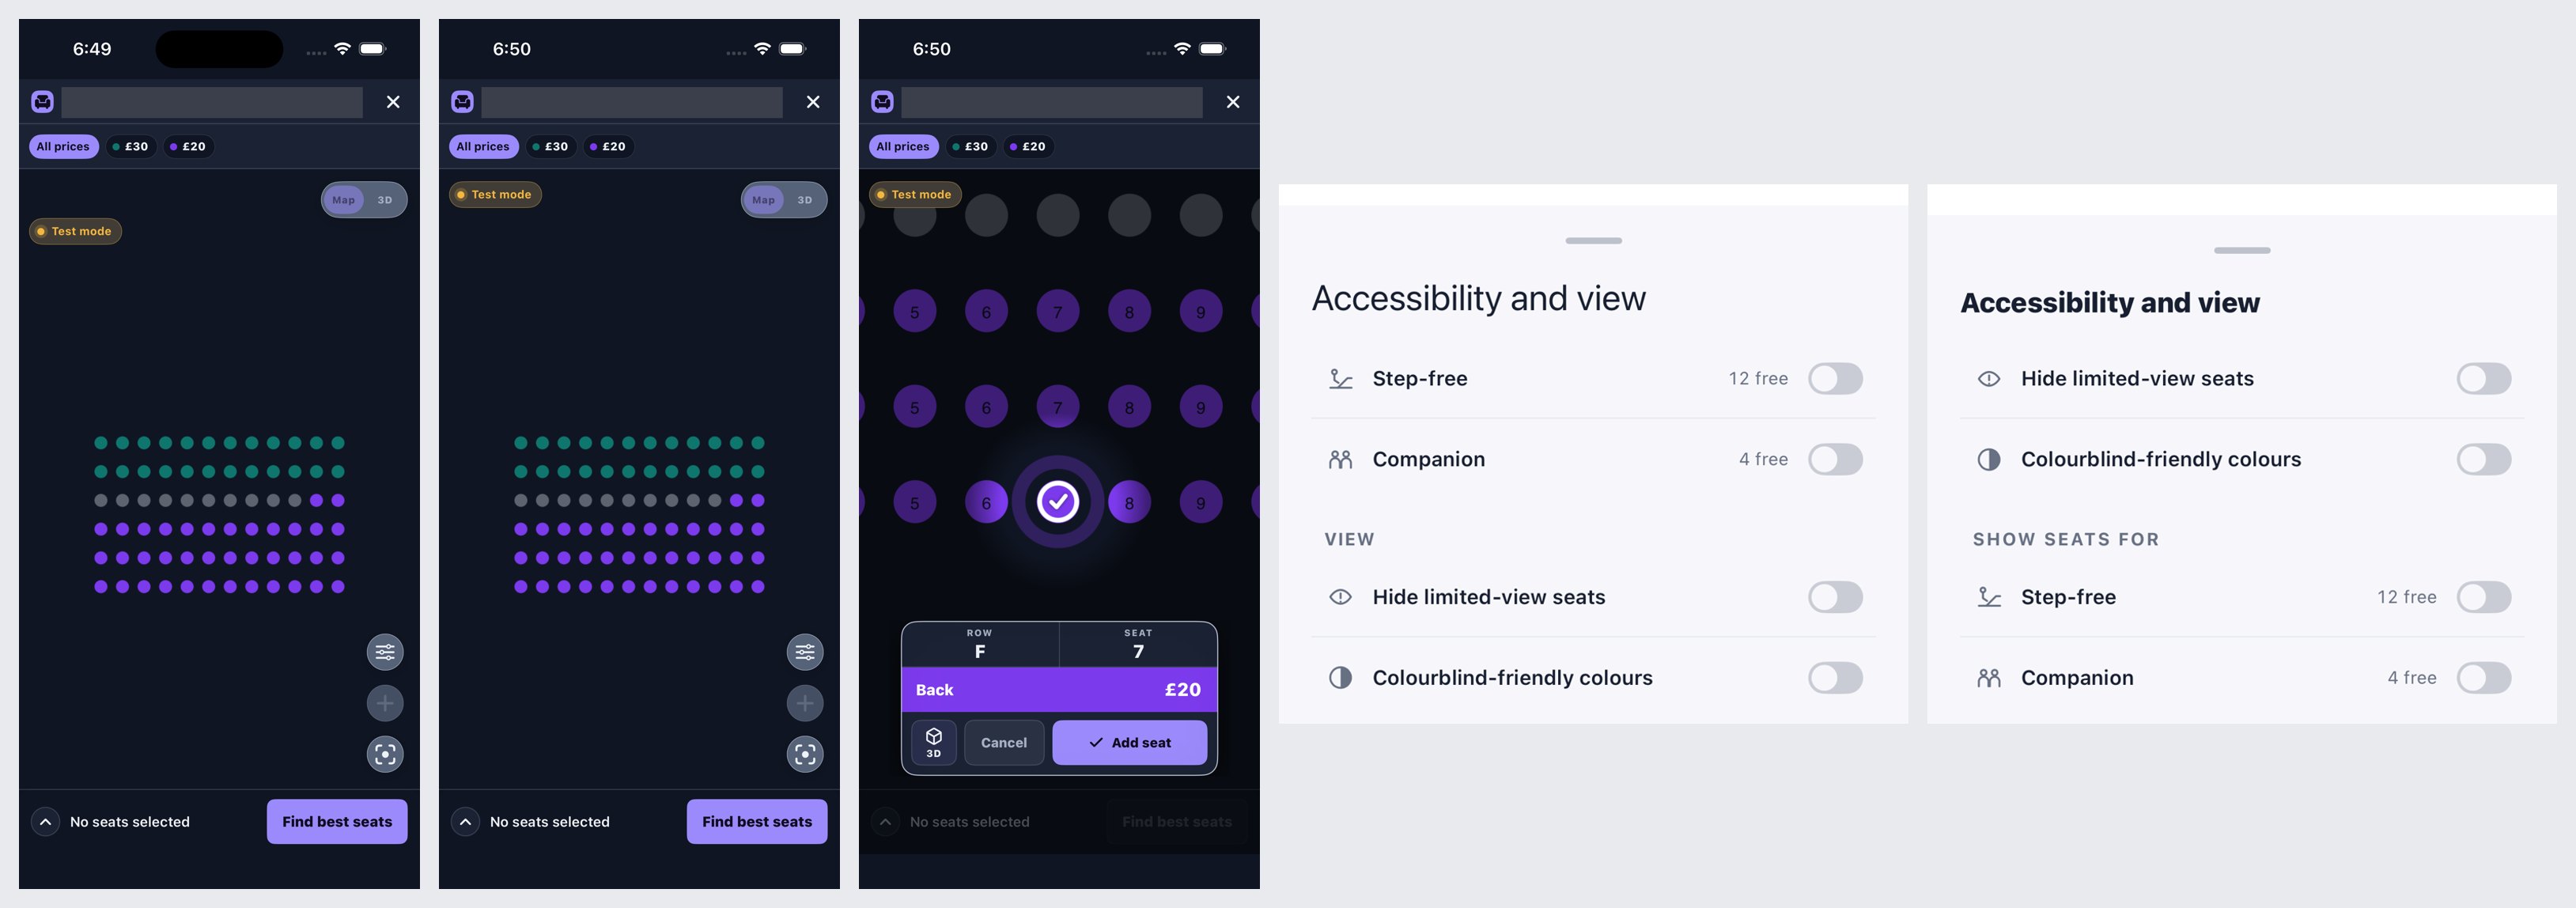 6:49
All prices £30 £20
Map 3D
Test mode
No seats selected Find best seats
6:50
All prices £30 £20
Test mode Map 3D
No seats selected Find best seats
6:50
All prices £30 £20
Test mode
5 6 7 8 9
5 6 7 8 9
5 6 8 9
ROW SEAT
F 7
Back £20
3D Cancel Add seat
No seats selected Find best seats
Accessibility and view
Step-free 12 free
Companion 4 free
VIEW
Hide limited-view seats
Colourblind-friendly colours
Accessibility and view
Hide limited-view seats
Colourblind-friendly colours
SHOW SEATS FOR
Step-free 12 free
Companion 4 free